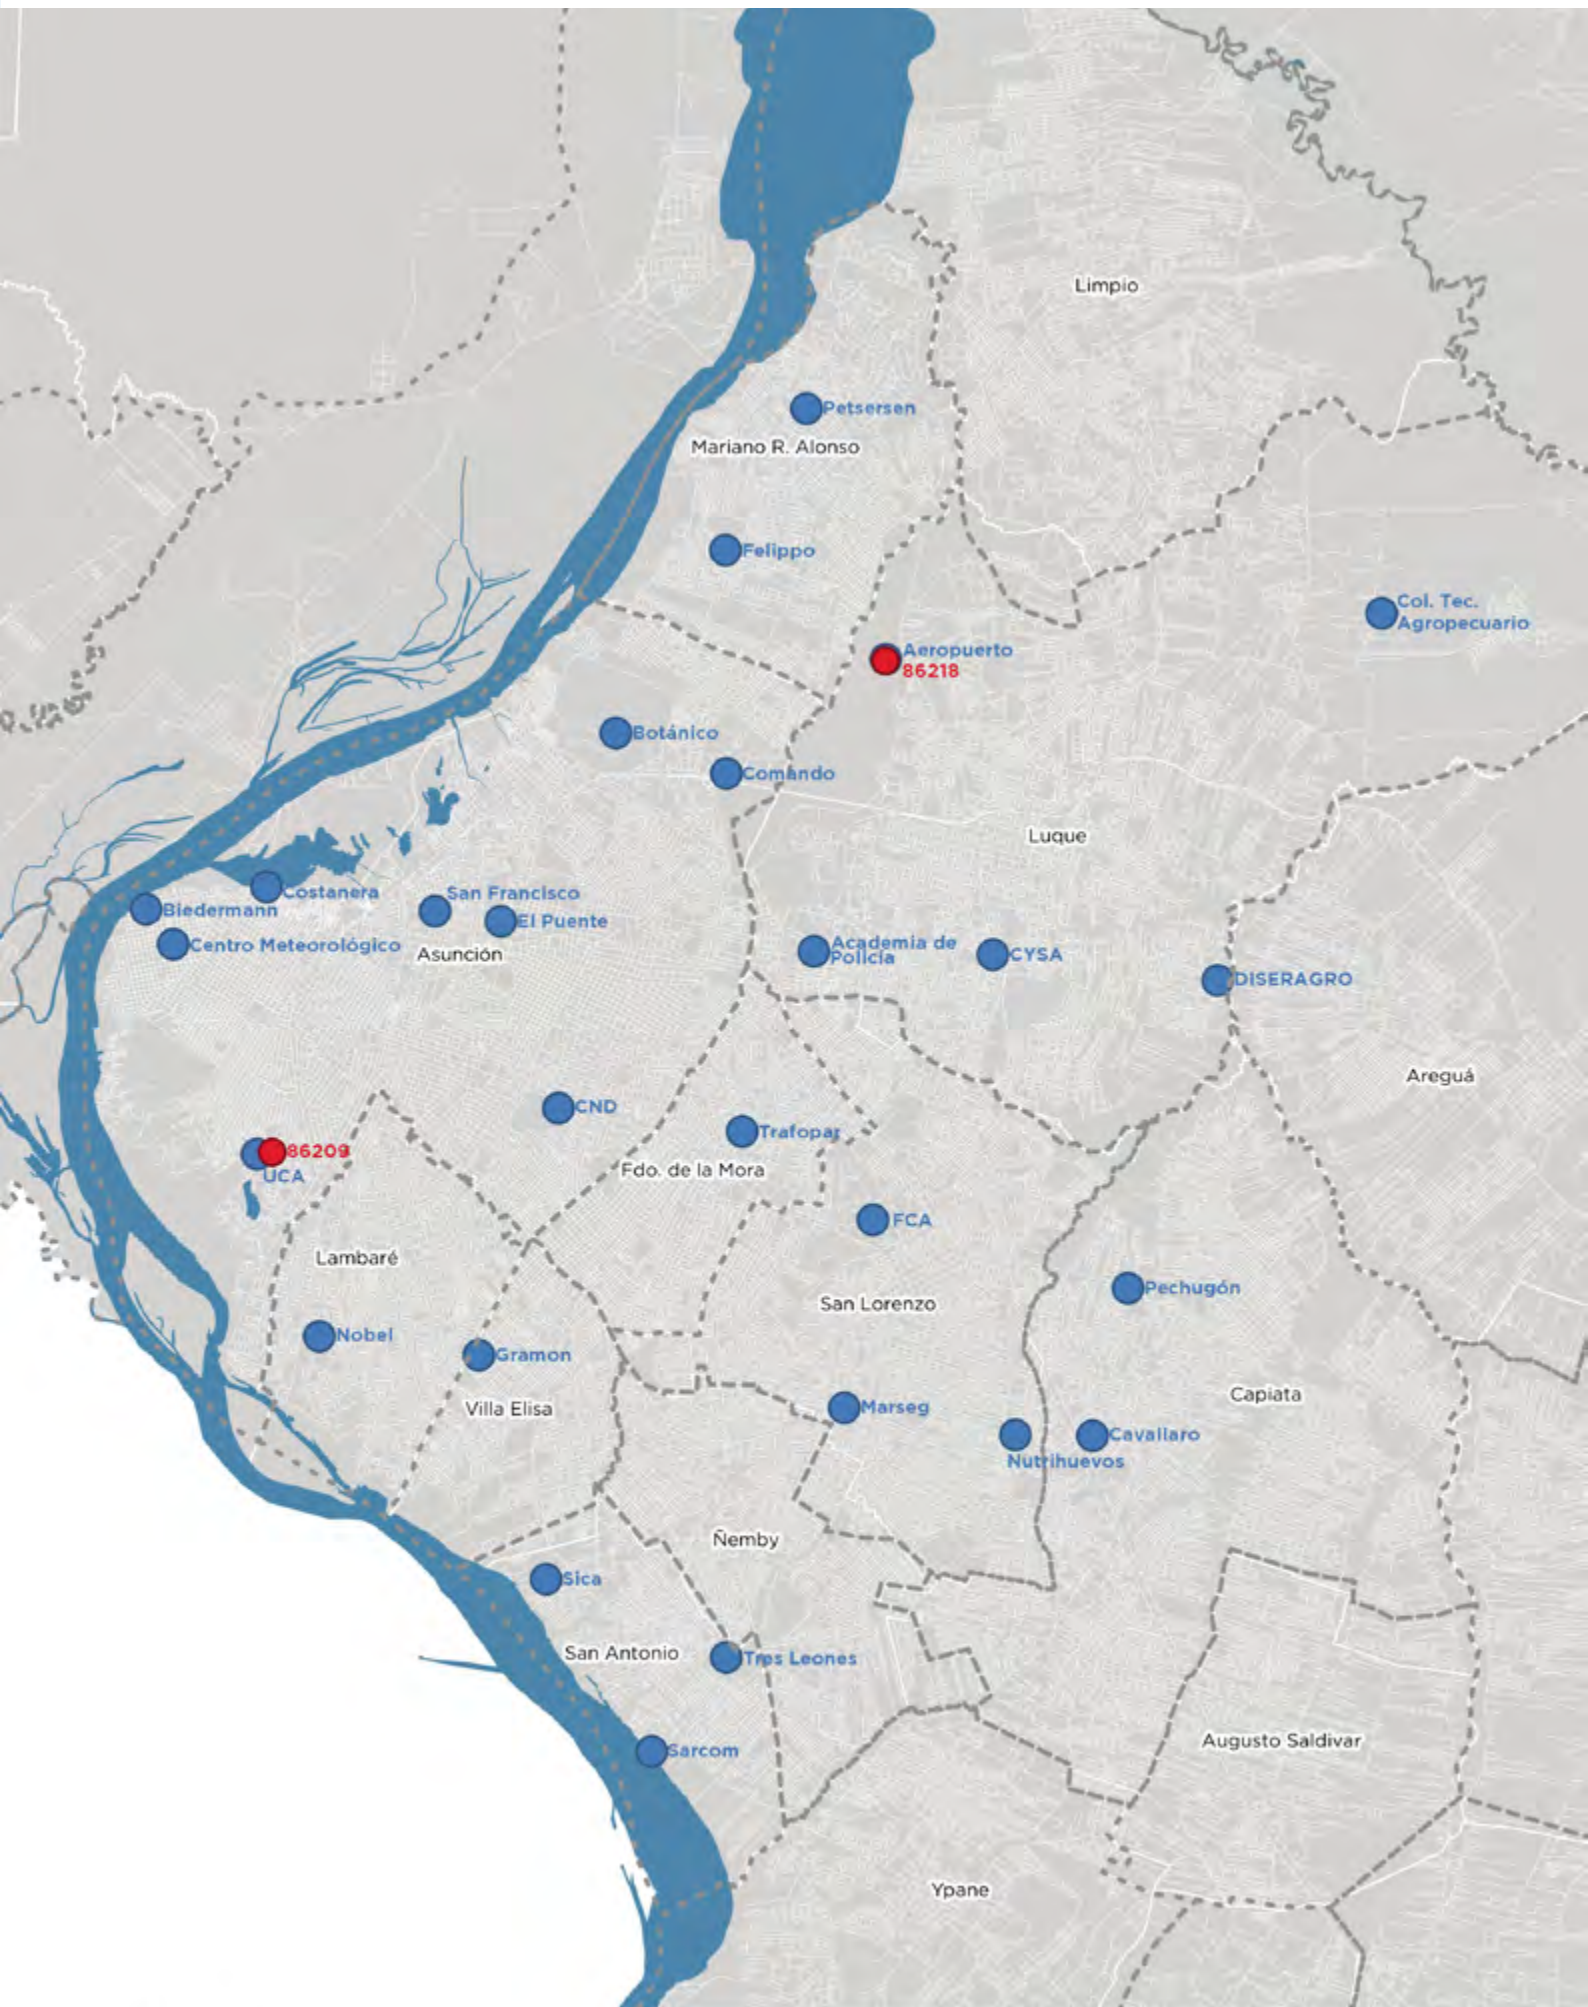 Limpio
Petsersen
Mariano R. Alonso
Felippo
Col. Tec.
Agropecuario
Aeropuerto
86218
Botánico
Comando
Luque
Costanera
San Francisco
Biedermann
El Puente
Centro Meteorológico
Asunción
Academia de
Policía
CYSA
DISERAGRO
Areguá
CND
Trafopar
86209
UCA
Fdo. de la Mora
FCA
Lambaré
Pechugón
San Lorenzo
Nobel
Gramon
Capiata
Villa Elisa
Marseg
Cavallaro
Nutrihuevos
Ñemby
Sica
San Antonio
Tres Leones
Augusto Saldivar
Sarcom
Ypane